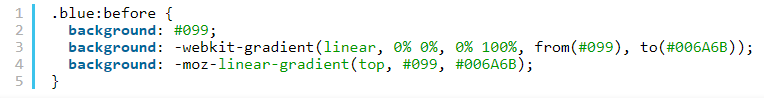 1 .blue:before {
2   background: #099;
3   background: -webkit-gradient(linear, 0% 0%, 0% 100%, from(#099), to(#006A6B));
4   background: -moz-linear-gradient(top, #099, #006A6B);
5 }